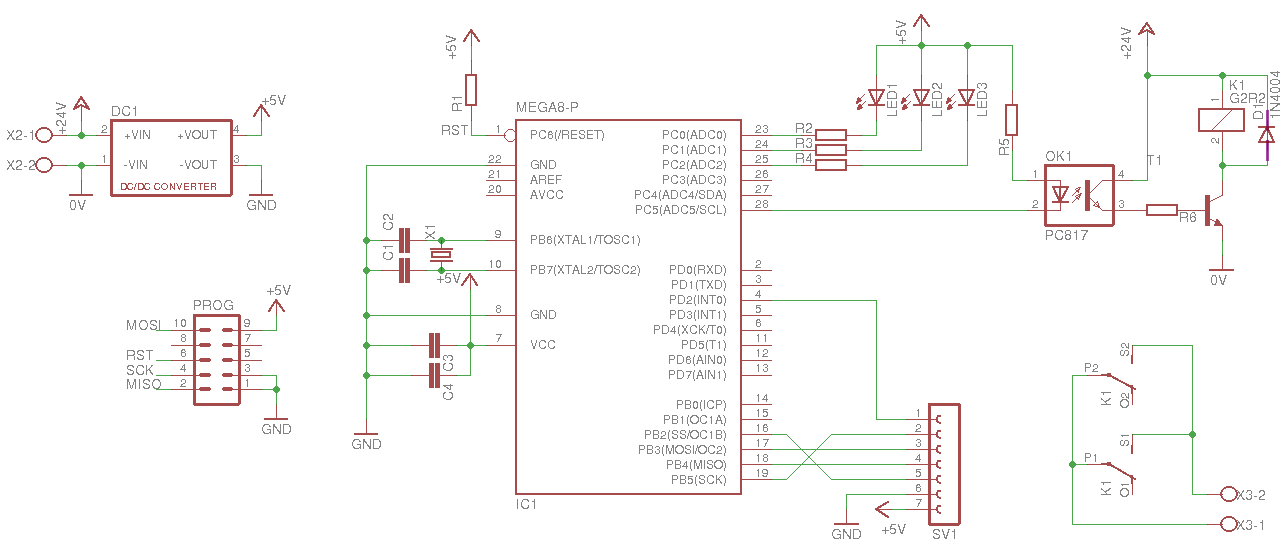 X2-1
X2-2
+24V
0V
DC1
2
+VIN
+VOUT
4
1
-VIN
-VOUT
3
DC/DC CONVERTER
+5V
GND
PROG
MOSI
10
9
8
7
RST
6
5
SCK
4
3
MISO
2
1
+5V
GND
+5V
R1
RST
MEGA8-P
1
PC6(/RESET)
22
GND
21
AREF
20
AVCC
9
PB6(XTAL1/TOSC1)
10
PB7(XTAL2/TOSC2)
8
GND
7
VCC
C2
C1
X1
+5V
C3
C4
GND
PC0(ADC0)
23
PC1(ADC1)
24
PC2(ADC2)
25
PC3(ADC3)
26
PC4(ADC4/SDA)
27
PC5(ADC5/SCL)
28
PD0(RXD)
2
PD1(TXD)
3
PD2(INT0)
4
PD3(INT1)
5
PD4(XCK/T0)
6
PD5(T1)
11
PD6(AIN0)
12
PD7(AIN1)
13
PB0(ICP)
14
PB1(OC1A)
15
PB2(SS/OC1B)
16
PB3(MOSI/OC2)
17
PB4(MISO)
18
PB5(SCK)
19
IC1
R2
R3
R4
+5V
LED1
LED2
LED3
R5
OK1
1
2
4
3
PC817
+24V
T1
R6
K1
G2R2
1
2
D1
1N4004
0V
1
2
3
4
5
6
7
SV1
GND
+5V
S2
P2
K1
O2
S1
P1
K1
O1
X3-2
X3-1